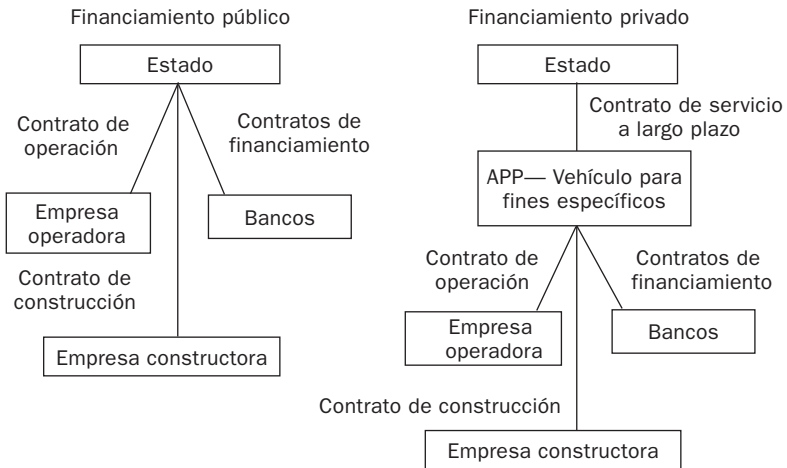 Financiamiento público
Estado
Contrato de
operación
Contratos de
financiamiento
Empresa
operadora
Bancos
Contrato de
construcción
Empresa constructora
Financiamiento privado
Estado
Contrato de servicio
a largo plazo
APP— Vehículo para
fines específicos
Contrato de
operación
Contratos de
financiamiento
Empresa
operadora
Bancos
Contrato de construcción
Empresa constructora